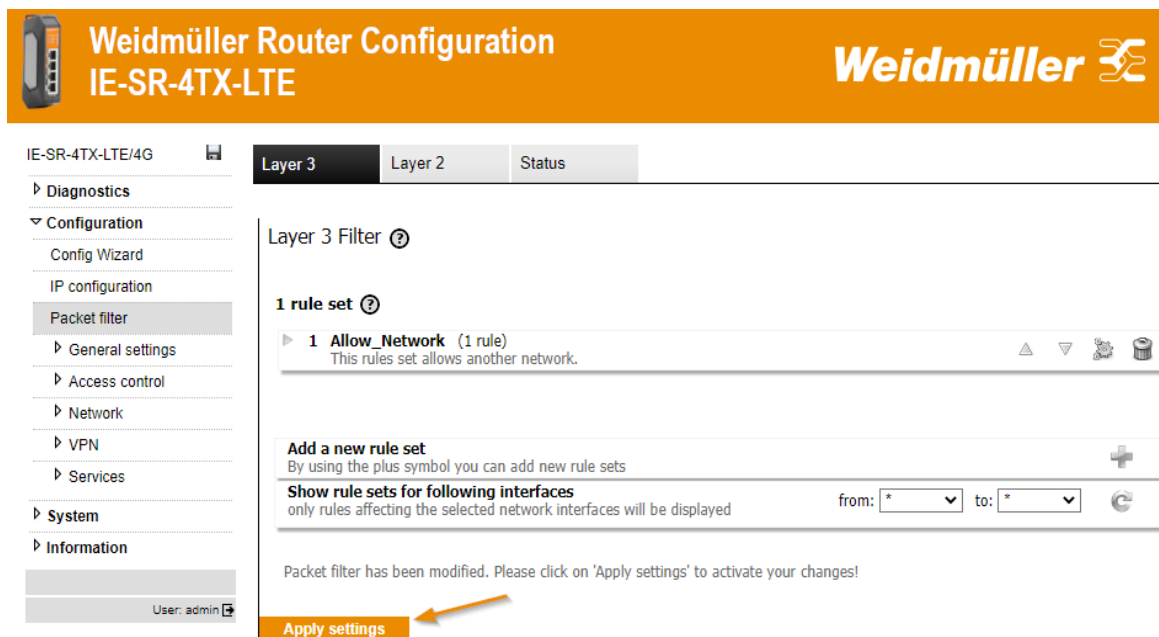 Weidmüller Router Configuration
IE-SR-4TX-LTE
Weidmüller
IE-SR-4TX-LTE/4G
Diagnostics
Configuration
Config Wizard
IP configuration
Packet filter
General settings
Access control
Network
VPN
Services
System
Information
User: admin
Layer 3 Layer 2 Status
Layer 3 Filter ?
1 rule set ?
1 Allow_Network (1 rule)
This rules set allows another network.
Add a new rule set
By using the plus symbol you can add new rule sets
Show rule sets for following interfaces
only rules affecting the selected network interfaces will be displayed
from: * to: *
Packet filter has been modified. Please click on 'Apply settings' to activate your changes!
Apply settings